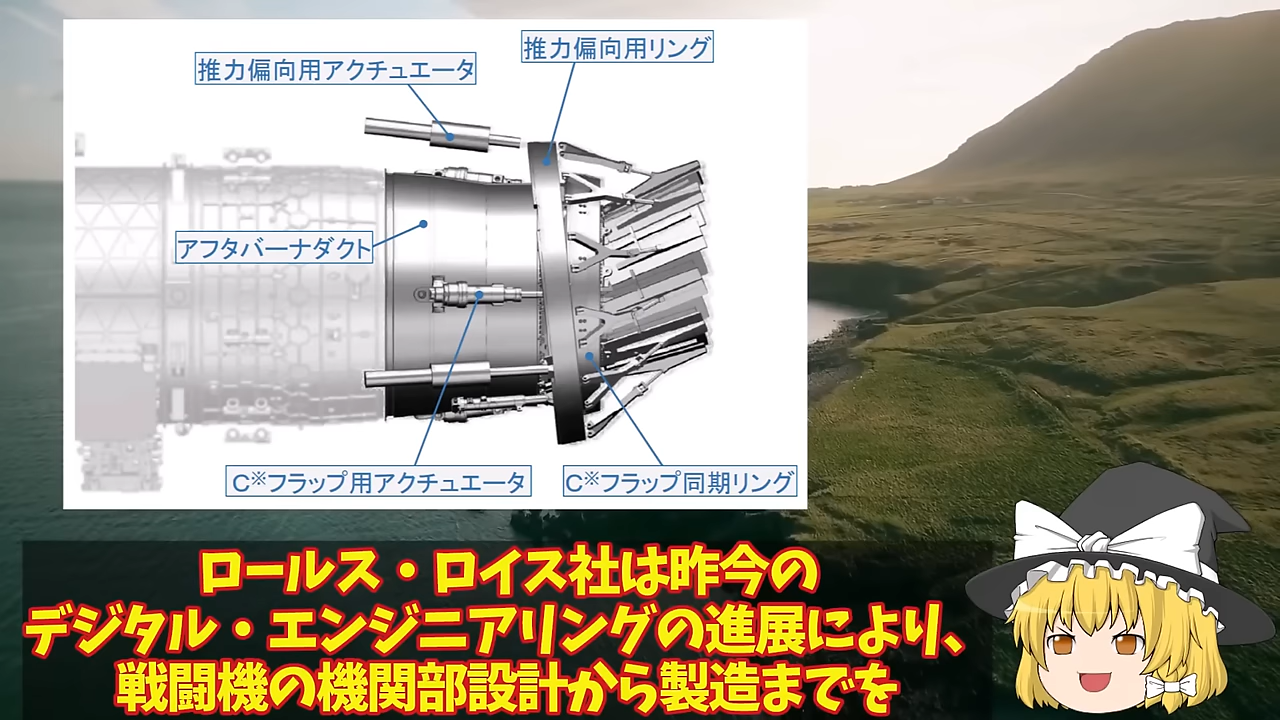 推力偏向用リング
推力偏向用アクチュエータ
アフタバーナダクト
C※フラップ用アクチュエータ
C※フラップ同期リング
ロールス・ロイス社は昨今の
デジタル・エンジニアリングの進展により、
戦闘機の機関部設計から製造までを